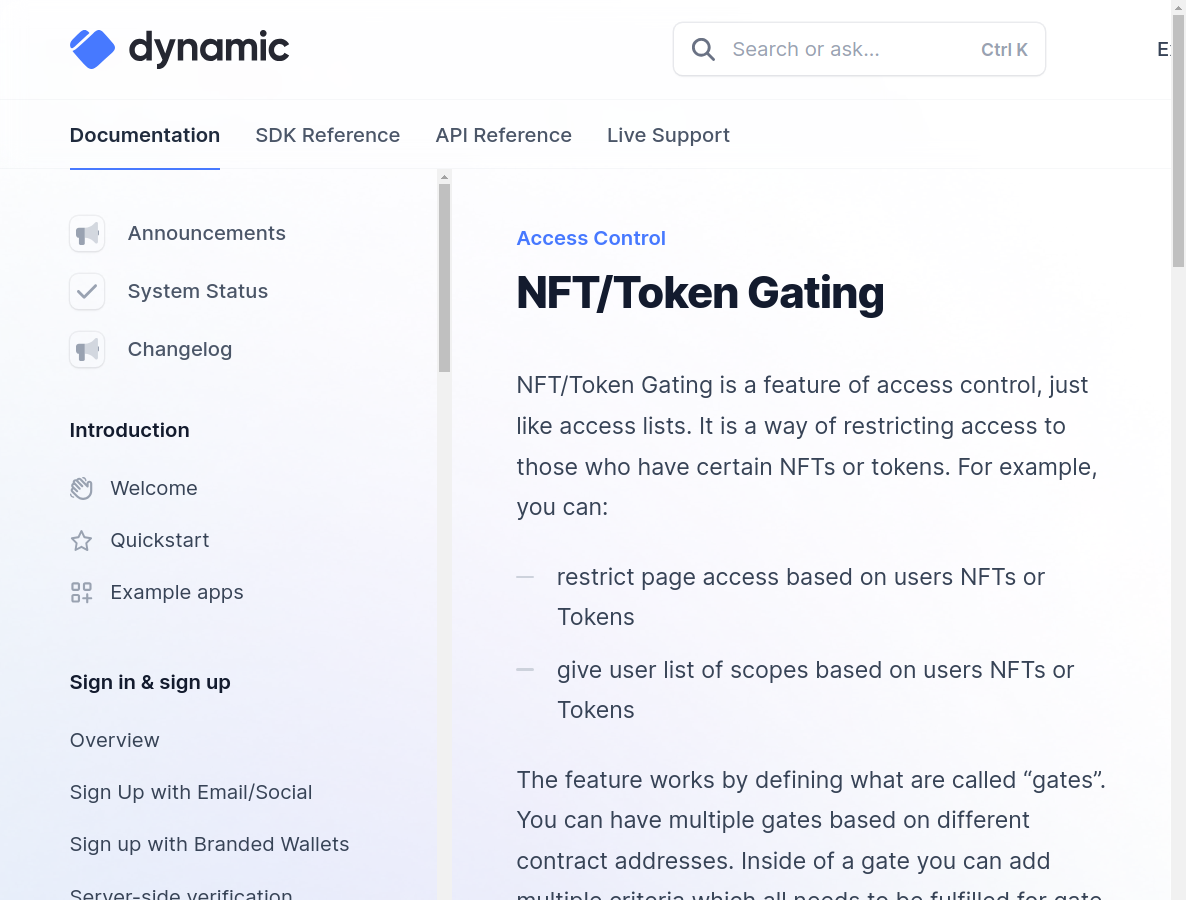 dynamic
Search or ask...
Ctrl K
Documentation
SDK Reference
API Reference
Live Support
Announcements
System Status
Changelog
Introduction
Welcome
Quickstart
Example apps
Sign in & sign up
Overview
Sign Up with Email/Social
Sign up with Branded Wallets
Server-side verification
Access Control
NFT/Token Gating
NFT/Token Gating is a feature of access control, just
like access lists. It is a way of restricting access to
those who have certain NFTs or tokens. For example,
you can:
restrict page access based on users NFTs or
Tokens
give user list of scopes based on users NFTs or
Tokens
The feature works by defining what are called “gates”.
You can have multiple gates based on different
contract addresses. Inside of a gate you can add
multiple criteria which all needs to be fulfilled for gate